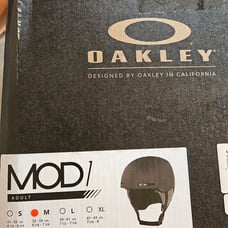 OAKLEY
DESIGNED BY OAKLEY IN CALIFORNIA
MOD1
ADULT
S M L XL